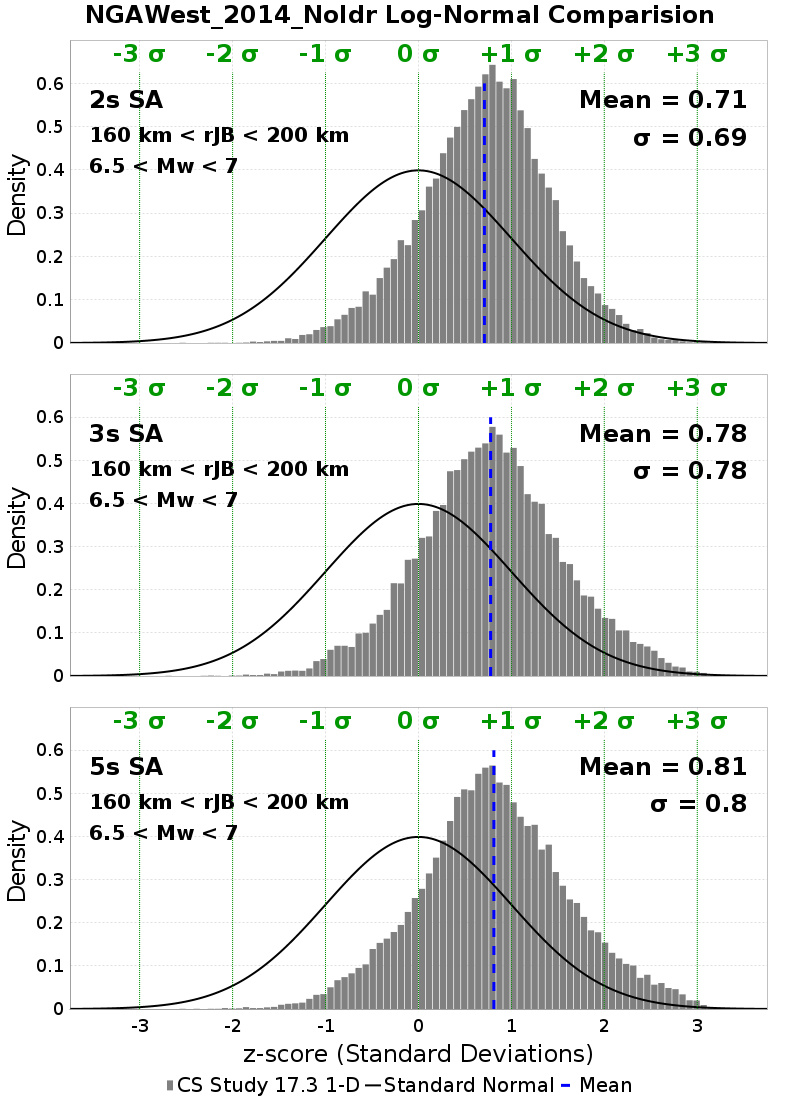 NGAWest_2014_NoIdr Log-Normal Comparision
-3 σ -2 σ -1 σ 0 σ +1 σ +2 σ +3 σ
2s SA
160 km < rJB < 200 km
6.5 < Mw < 7
Mean = 0.71
σ = 0.69
Density
0.6
0.5
0.4
0.3
0.2
0.1
0
-3 σ -2 σ -1 σ 0 σ +1 σ +2 σ +3 σ
3s SA
160 km < rJB < 200 km
6.5 < Mw < 7
Mean = 0.78
σ = 0.78
Density
0.6
0.5
0.4
0.3
0.2
0.1
0
-3 σ -2 σ -1 σ 0 σ +1 σ +2 σ +3 σ
5s SA
160 km < rJB < 200 km
6.5 < Mw < 7
Mean = 0.81
σ = 0.8
Density
0.6
0.5
0.4
0.3
0.2
0.1
0
-3 -2 -1 0 1 2 3
z-score (Standard Deviations)
CS Study 17.3 1-D Standard Normal Mean